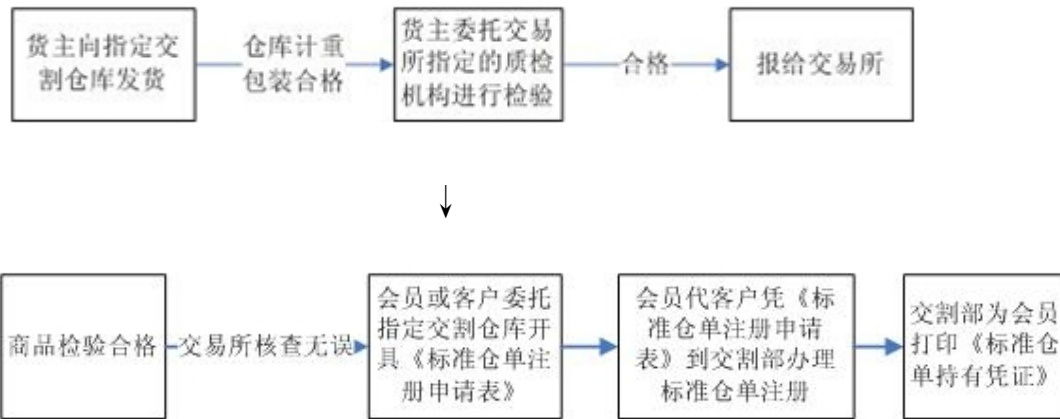 货主向指定交
割仓库发货
仓库计重
包装合格
货主委托交易
所指定的质检
机构进行检验
合格
报给交易所
商品检验合格
交易所核查无误
会员或客户委托
指定交割仓库开
具《标准仓单注
册申请表》
会员代客户凭《标
准仓单注册申请
表》到交割部办理
标准仓单注册
交割部为会员
打印《标准仓
单持有凭证》